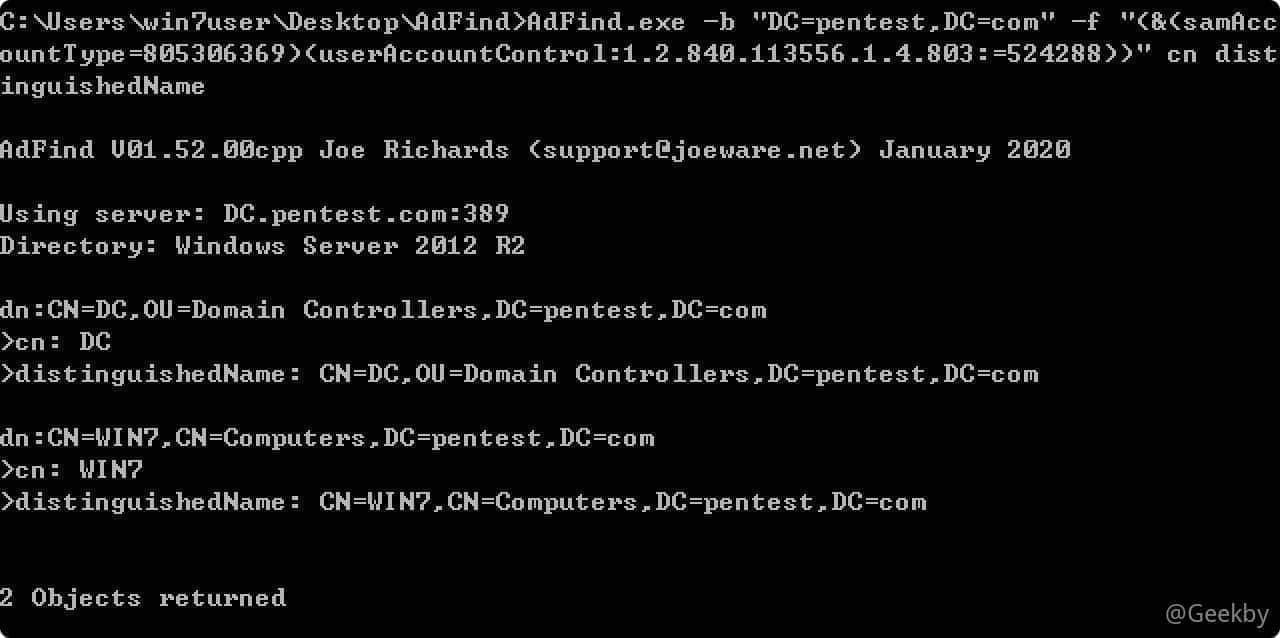 C:\Users\win7user\Desktop\AdFind>AdFind.exe -b "DC=pentest,DC=com" -f "(&(samAcc
ountType=805306369)(userAccountControl:1.2.840.113556.1.4.803:=524288))" cn dist
inguishedName
AdFind V01.52.00cpp Joe Richards (support@joeware.net) January 2020
Using server: DC.pentest.com:389
Directory: Windows Server 2012 R2
dn:CN=DC,OU=Domain Controllers,DC=pentest,DC=com
>cn: DC
>distinguishedName: CN=DC,OU=Domain Controllers,DC=pentest,DC=com
dn:CN=WIN7,CN=Computers,DC=pentest,DC=com
>cn: WIN7
>distinguishedName: CN=WIN7,CN=Computers,DC=pentest,DC=com
2 Objects returned
@Geekby